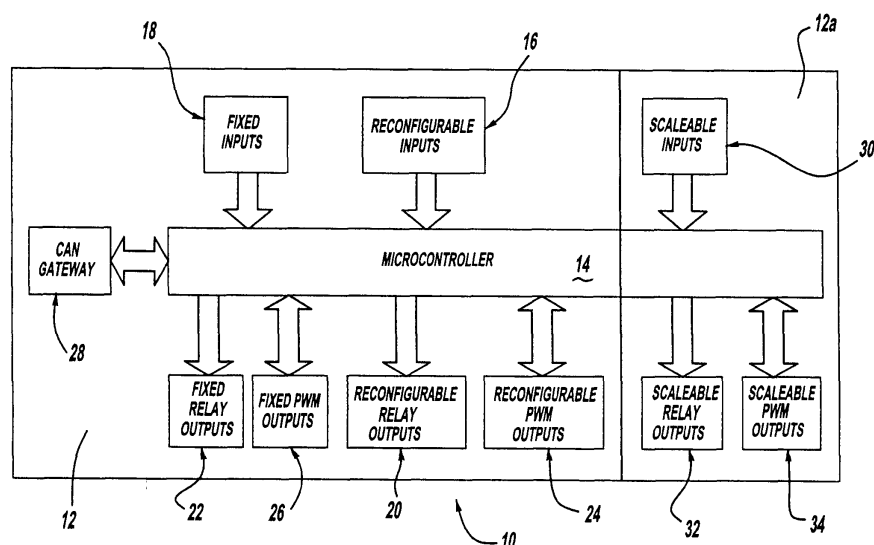 18
16
12a
FIXED
INPUTS
RECONFIGURABLE
INPUTS
SCALEABLE
INPUTS
30
CAN
GATEWAY
MICROCONTROLLER
14
28
FIXED
RELAY
OUTPUTS
FIXED PWM
OUTPUTS
RECONFIGURABLE
RELAY
OUTPUTS
RECONFIGURABLE
PWM
OUTPUTS
SCALEABLE
RELAY
OUTPUTS
SCALEABLE
PWM
OUTPUTS
12
22
26
20
24
32
34
10